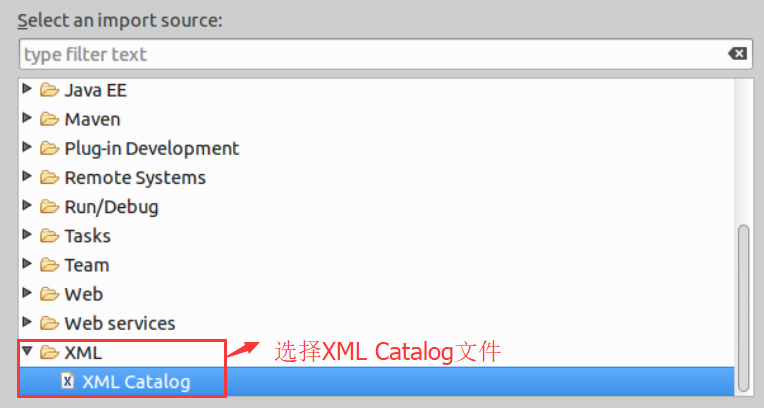 Select an import source:
type filter text
Java EE
Maven
Plug-in Development
Remote Systems
Run/Debug
Tasks
Team
Web
Web services
XML
选择XML Catalog文件
XML Catalog